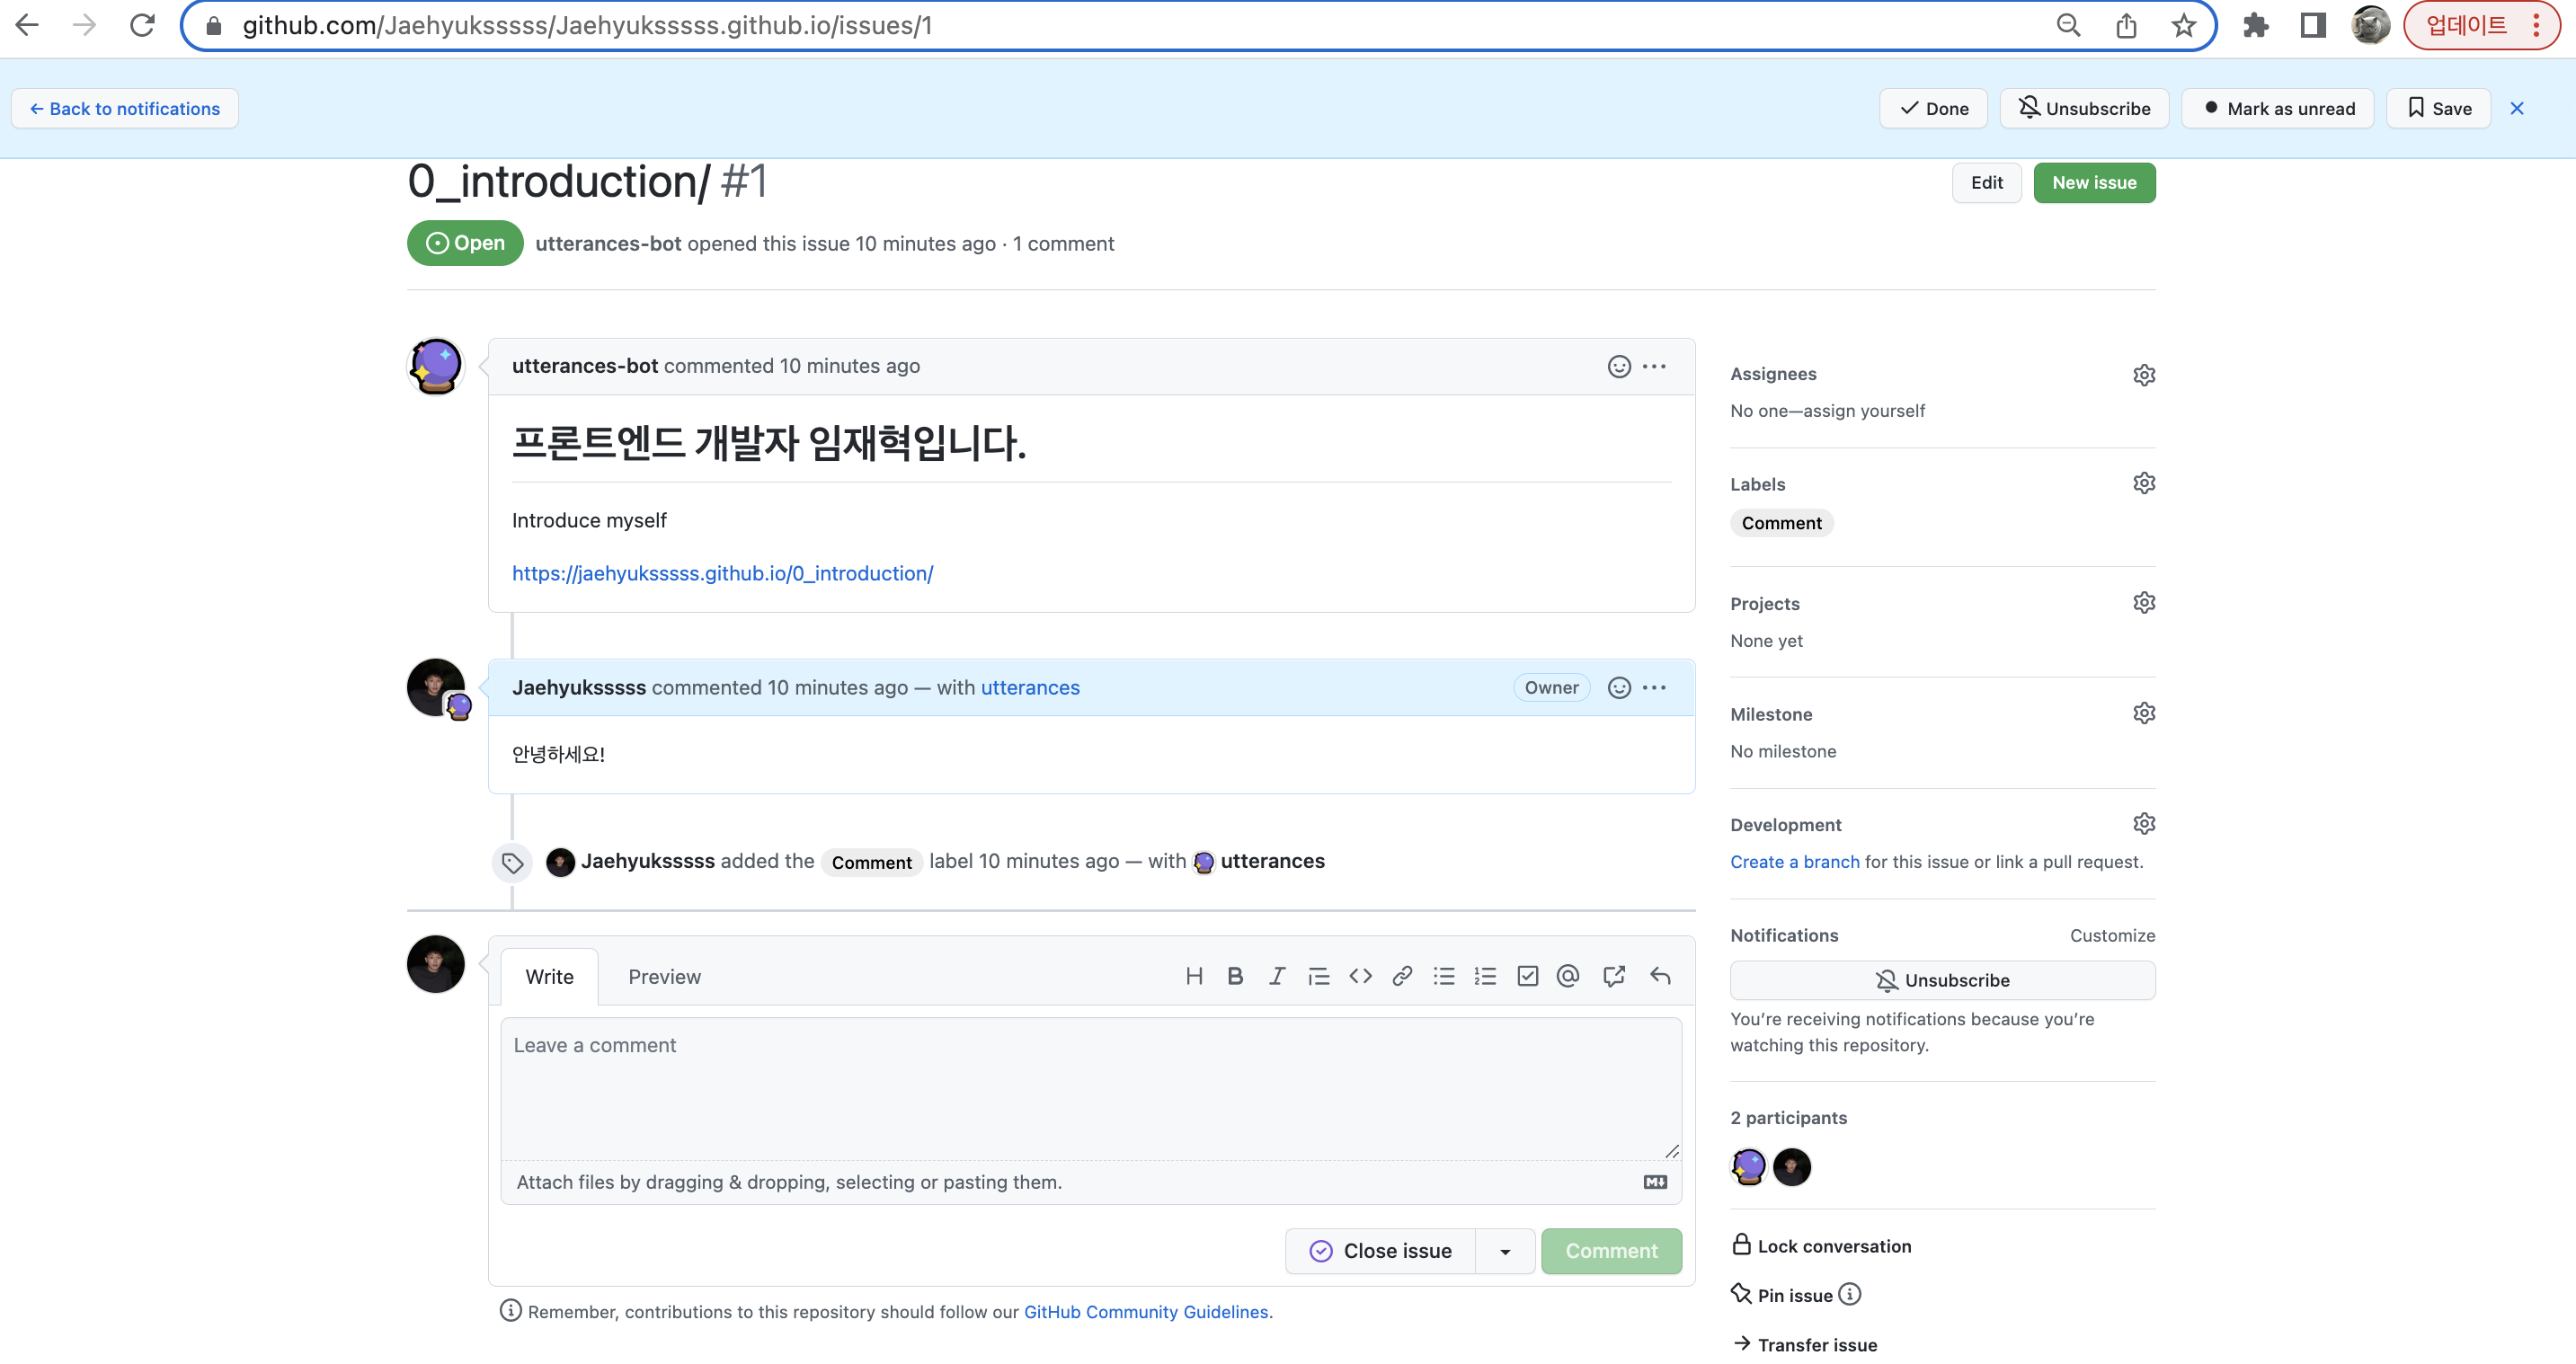 github.com/Jaehyuksssss/Jaehyuksssss.github.io/issues/1
업데이트
← Back to notifications
Done
Unsubscribe
Mark as unread
Save
0_introduction/ #1
Edit
New issue
Open
utterances-bot opened this issue 10 minutes ago · 1 comment
utterances-bot commented 10 minutes ago
프론트엔드 개발자 임재혁입니다.
Introduce myself
https://jaehyuksssss.github.io/0_introduction/
Jaehyuksssss commented 10 minutes ago — with utterances
Owner
안녕하세요!
Jaehyuksssss added the Comment label 10 minutes ago — with utterances
Write
Preview
Leave a comment
Attach files by dragging & dropping, selecting or pasting them.
Close issue
Comment
Remember, contributions to this repository should follow our GitHub Community Guidelines.
Assignees
No one—assign yourself
Labels
Comment
Projects
None yet
Milestone
No milestone
Development
Create a branch for this issue or link a pull request.
Notifications
Customize
Unsubscribe
You’re receiving notifications because you’re
watching this repository.
2 participants
Lock conversation
Pin issue
Transfer issue